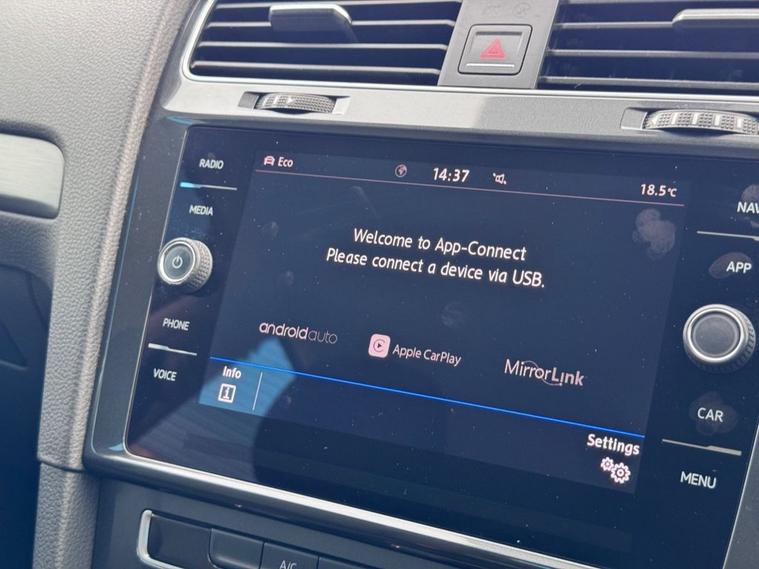 RADIO
Eco
14:37
18.5°C
MEDIA
NAV
Welcome to App-Connect
Please connect a device via USB.
APP
PHONE
androidauto
Apple CarPlay
MirrorLink
VOICE
Info
CAR
Settings
MENU
A/C